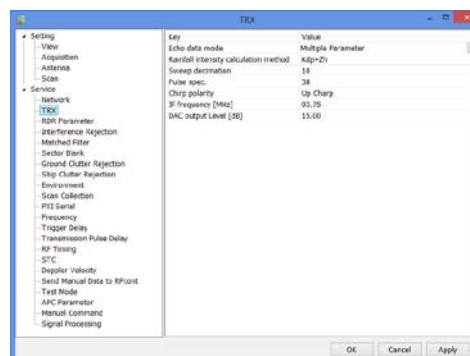 TRX
Setting
View
Acquisition
Antenna
Scan
Service
Network
TRX
RDR Parameter
Interference Rejection
Matched Filter
Sector Blank
Ground Clutter Rejection
Ship Clutter Rejection
Environment
Scan Collection
PXI Serial
Frequency
Trigger Delay
Transmission Pulse Delay
RF Timing
STC
Doppler Velocity
Send Manual Data to RFcont
Test Mode
APC Parameter
Manual Command
Signal Processing
Key Value
Echo data mode Multiple Parameter
Rainfall intensity calculation method Kdp+Zh
Sweep decimation 16
Pulse spec. 38
Chirp polarity Up Charp
IF frequency [MHz] 93.75
DAC output Level [dB] 15.00
OK Cancel Apply